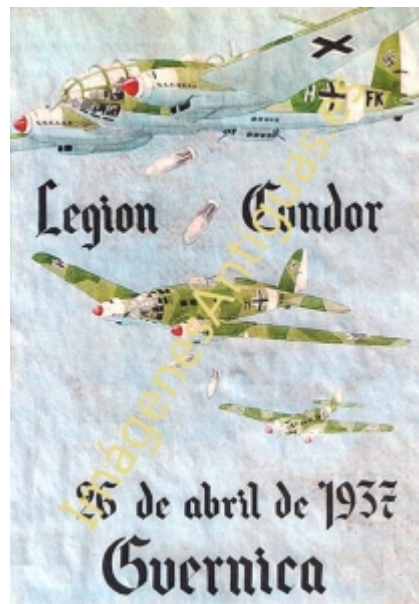 H FK
Legion Condor
H
26 de abril de 1937
Gvernica
ImágenesAntiguas.es